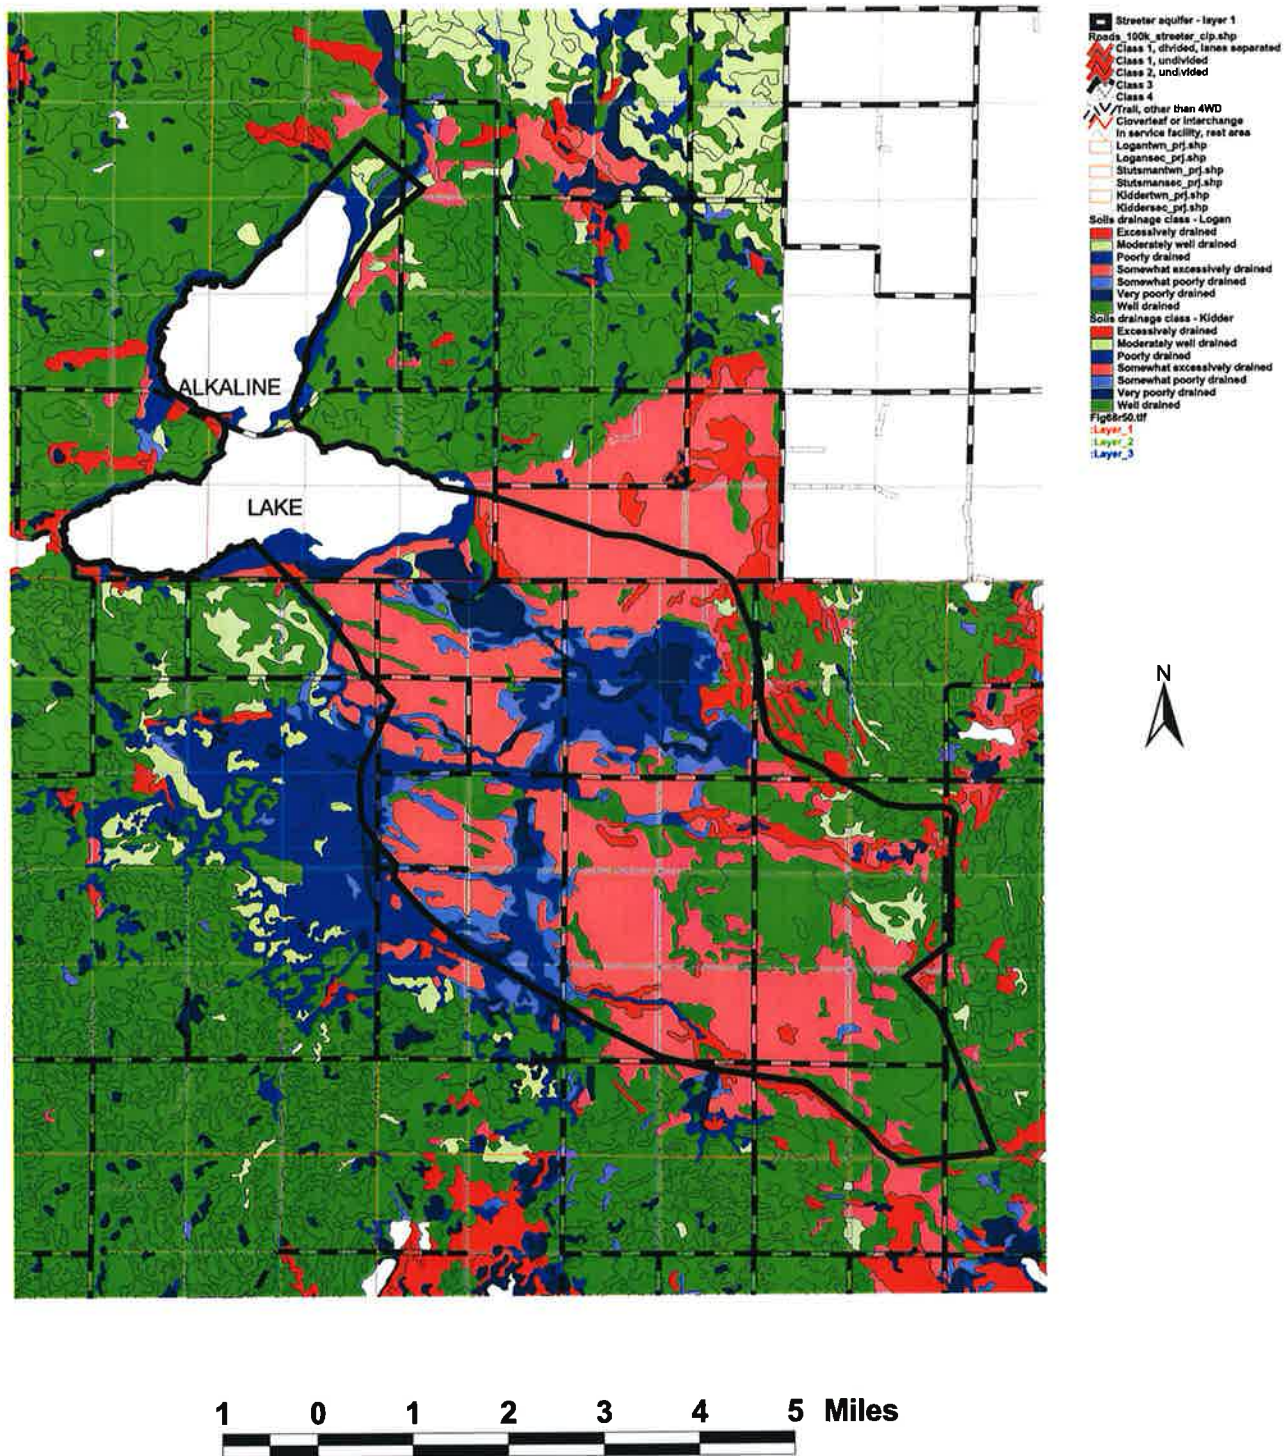 Streeter aquifer - layer 1
Roads_100k_streeter_clp.shp
Class 1, divided, lanes separated
Class 1, undivided
Class 2, undivided
Class 3
Class 4
Trail, other than 4WD
Cloverleaf or interchange
In service facility, rest area
Logantwn_prj.shp
Logansec_prj.shp
Stutsmantwn_prj.shp
Stutsmansec_prj.shp
Kiddertwn_prj.shp
Kiddersec_prj.shp
Soils drainage class - Logan
Excessively drained
Moderately well drained
Poorly drained
Somewhat excessively drained
Somewhat poorly drained
Very poorly drained
Well drained
Soils drainage class - Kidder
Excessively drained
Moderately well drained
Poorly drained
Somewhat excessively drained
Somewhat poorly drained
Very poorly drained
Well drained
Fig68r50.tif
:Layer_1
:Layer_2
:Layer_3
ALKALINE
LAKE
N
1 0 1 2 3 4 5 Miles